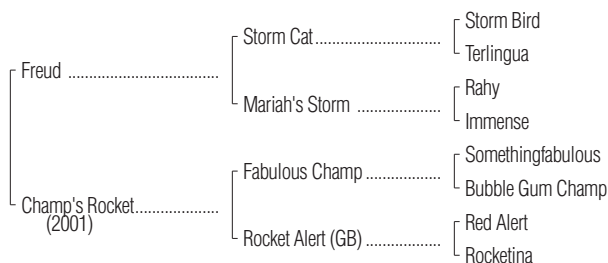 Storm Bird
Storm Cat
Terlingua
Freud
Rahy
Mariah's Storm
Immense
Somethingfabulous
Fabulous Champ
Bubble Gum Champ
Champ's Rocket
(2001)
Red Alert
Rocket Alert (GB)
Rocketina